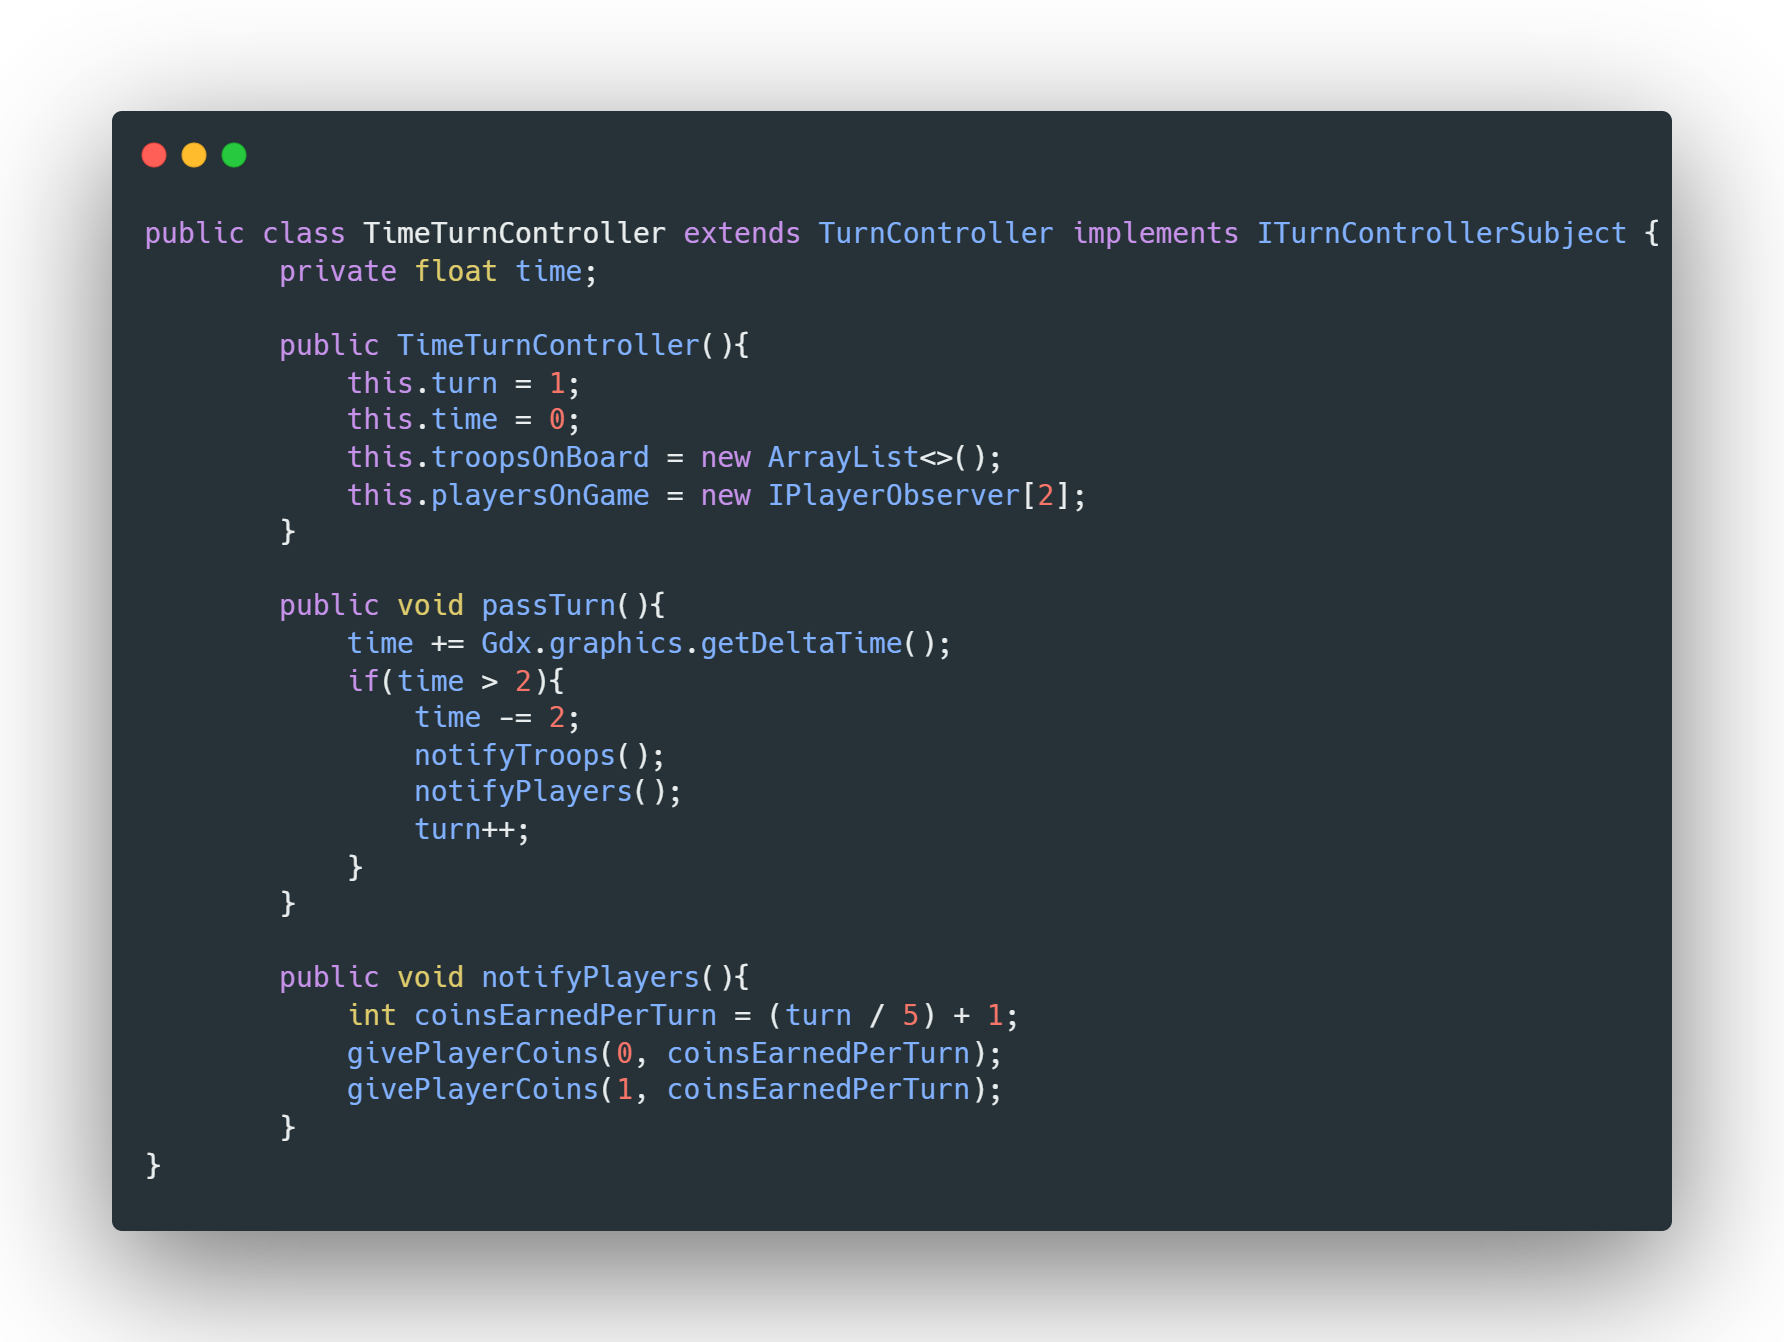 public class TimeTurnController extends TurnController implements ITurnControllerSubject {
        private float time;

        public TimeTurnController(){
            this.turn = 1;
            this.time = 0;
            this.troopsOnBoard = new ArrayList<>();
            this.playersOnGame = new IPlayerObserver[2];
        }

        public void passTurn(){
            time += Gdx.graphics.getDeltaTime();
            if(time > 2){
                time -= 2;
                notifyTroops();
                notifyPlayers();
                turn++;
            }
        }

        public void notifyPlayers(){
            int coinsEarnedPerTurn = (turn / 5) + 1;
            givePlayerCoins(0, coinsEarnedPerTurn);
            givePlayerCoins(1, coinsEarnedPerTurn);
        }
}